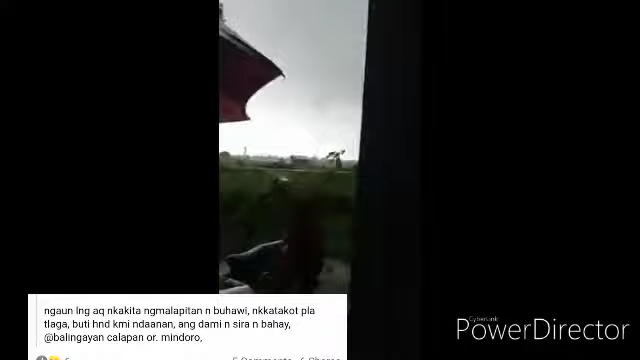 CyberLink
PowerDirector
ngaun lng aq nkakita ngmalapitan n buhawi, nkkatakot pla
tlaga, buti hnd kmi ndaanan, ang dami n sira n bahay,
@balingayan calapan or. mindoro,